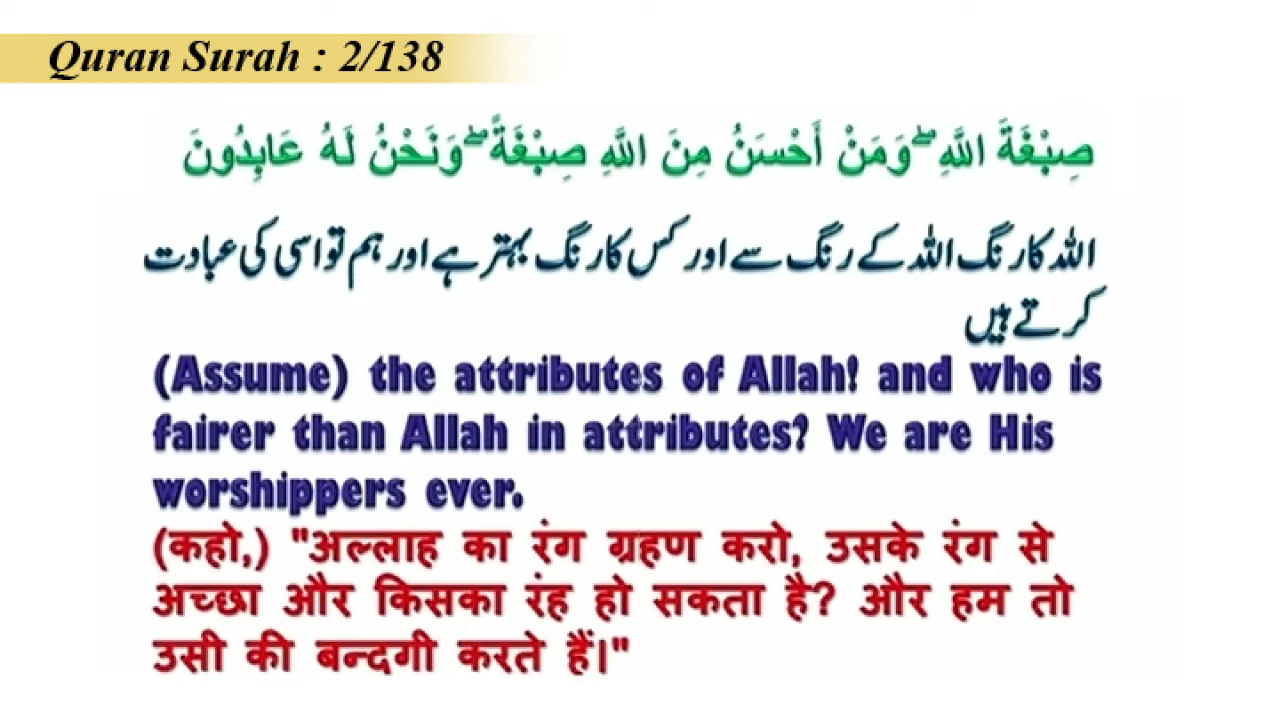 Quran Surah : 2/138
صِبْغَةَ اللَّهِ ۖ وَمَنْ أَحْسَنُ مِنَ اللَّهِ صِبْغَةً ۖ وَنَحْنُ لَهُ عَابِدُونَ
اللہ کا رنگ اللہ کے رنگ سے اور کس کا رنگ بہتر ہے اور ہم تو اسی کی عبادت
کرتے ہیں
(Assume) the attributes of Allah! and who is
fairer than Allah in attributes? We are His
worshippers ever.
(कहो,) "अल्लाह का रंग ग्रहण करो, उसके रंग से
अच्छा और किसका रंह हो सकता है? और हम तो
उसी की बन्दगी करते हैं।"